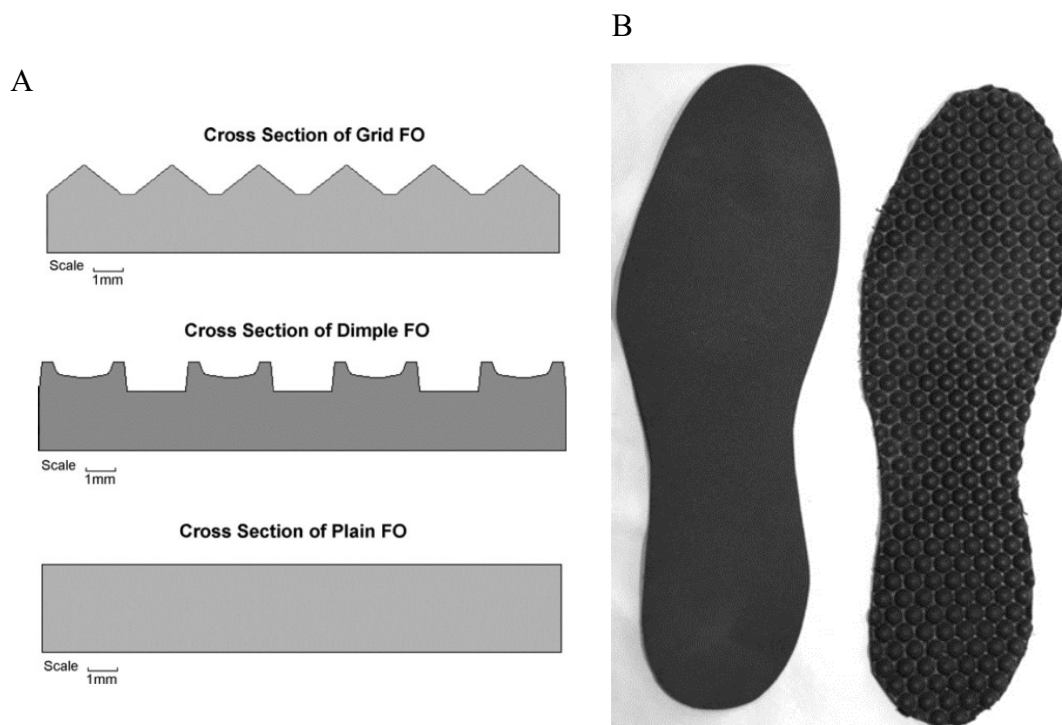 A
Cross Section of Grid FO
Scale
1mm
Cross Section of Dimple FO
Scale
1mm
Cross Section of Plain FO
Scale
1mm
B